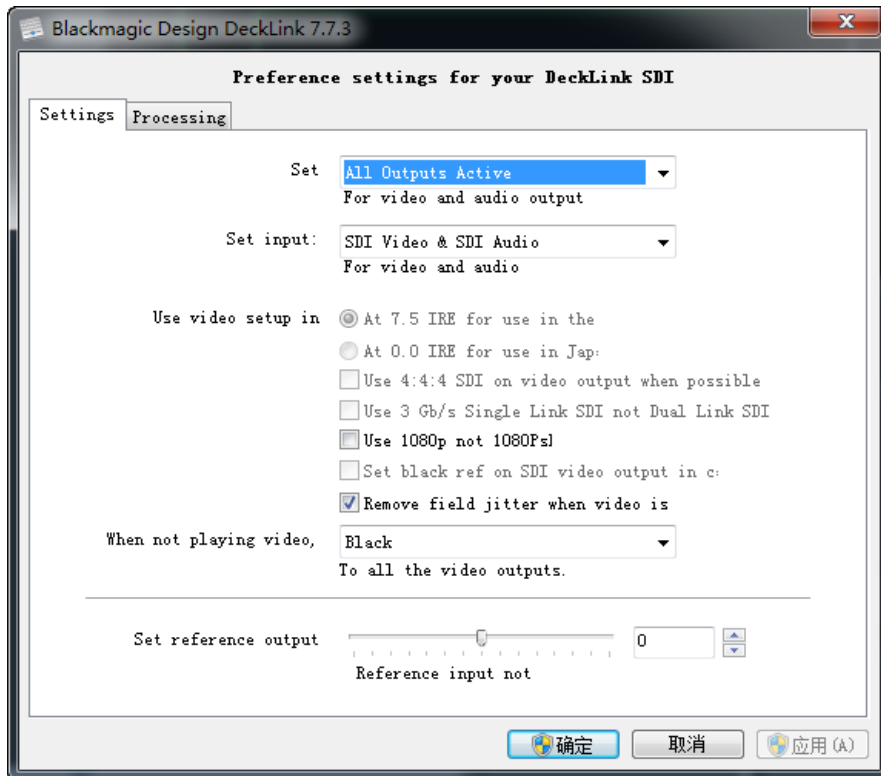 Blackmagic Design DeckLink 7.7.3
Preference settings for your DeckLink SDI
Settings Processing
Set All Outputs Active
For video and audio output
Set input: SDI Video & SDI Audio
For video and audio
Use video setup in At 7.5 IRE for use in the
At 0.0 IRE for use in Jap
Use 4:4:4 SDI on video output when possible
Use 3 Gb/s Single Link SDI not Dual Link SDI
Use 1080p not 1080PsI
Set black ref on SDI video output in c
Remove field jitter when video is
When not playing video, Black
To all the video outputs.
Set reference output 0
Reference input not
确定 取消 应用(A)